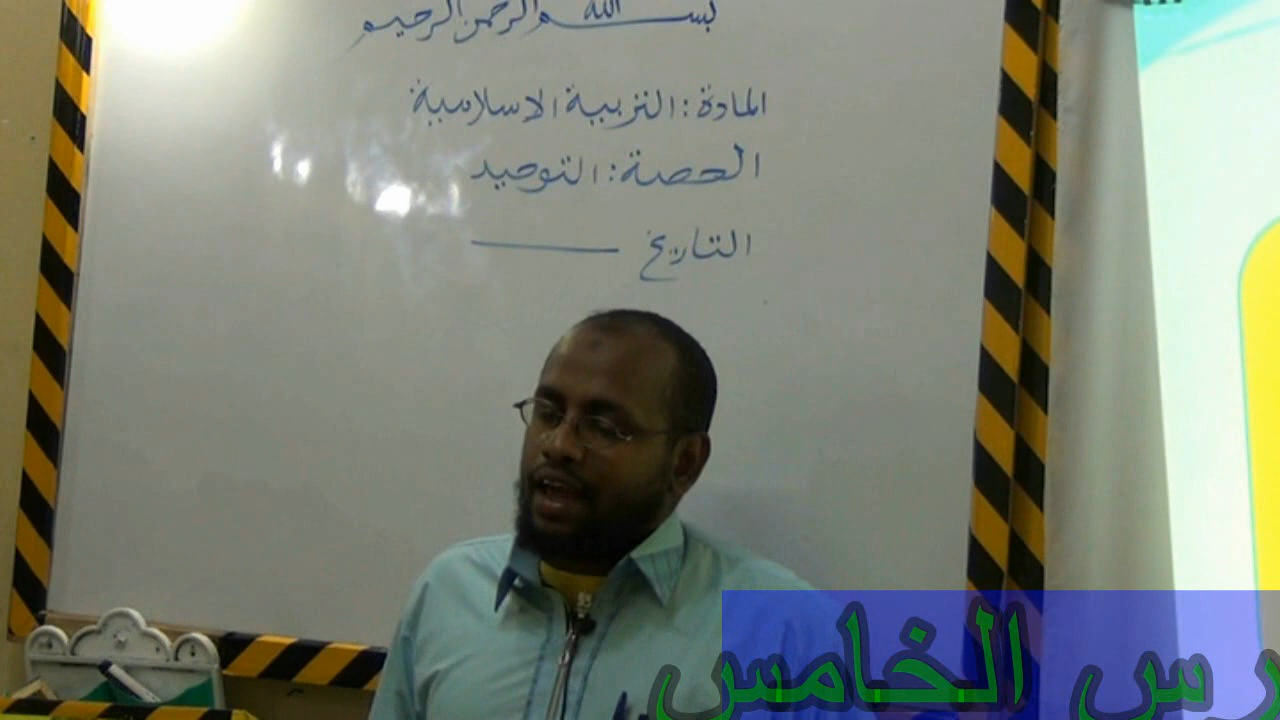 بسم الله الرحمن الرحيم
المادة : التربية الاسلامية
الحصة : التوحيد
التاريخ
رس الخامس